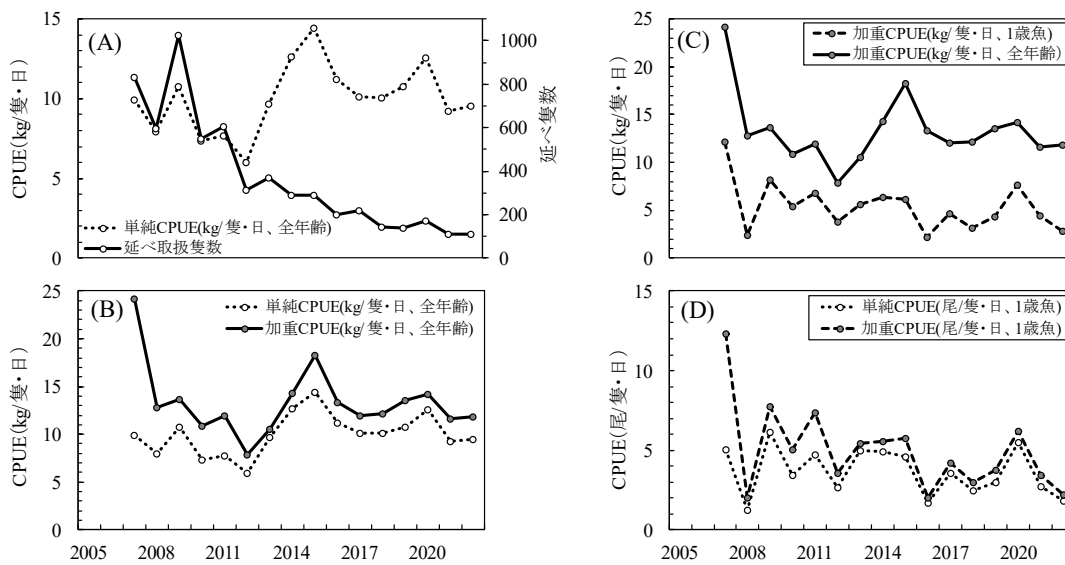 (A)
15
10
5
0
CPUE(kg/隻・日)
1000
800
600
400
200
0
延べ隻数
単純CPUE(kg/隻・日、全年齢)
延べ取扱隻数
(B)
25
20
15
10
5
0
CPUE(kg/隻・日)
単純CPUE(kg/隻・日、全年齢)
加重CPUE(kg/隻・日、全年齢)
2005 2008 2011 2014 2017 2020
(C)
25
20
15
10
5
0
CPUE(kg/隻・日)
加重CPUE(kg/隻・日、1歳魚)
加重CPUE(kg/隻・日、全年齢)
(D)
15
10
5
0
CPUE(尾/隻・日)
単純CPUE(尾/隻・日、1歳魚)
加重CPUE(尾/隻・日、1歳魚)
2005 2008 2011 2014 2017 2020